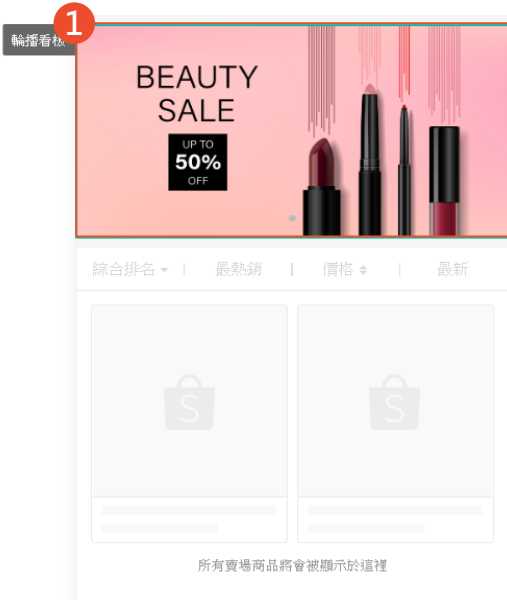 1
輪播看板
BEAUTY
SALE
UP TO
50%
OFF
綜合排名 | 最熱銷 | 價格 | 最新
S S
所有賣場商品將會被顯示於這裡